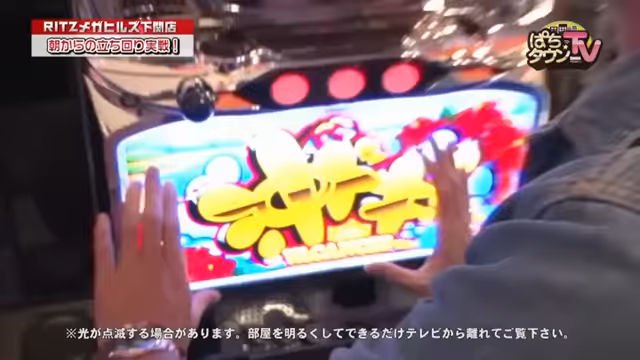 RITZメガヒルズ下関店
朝からの立ち回り実戦！
ぱち
タウン
TV
※光が点滅する場合があります。部屋を明るくしてできるだけテレビから離れてご覧下さい。